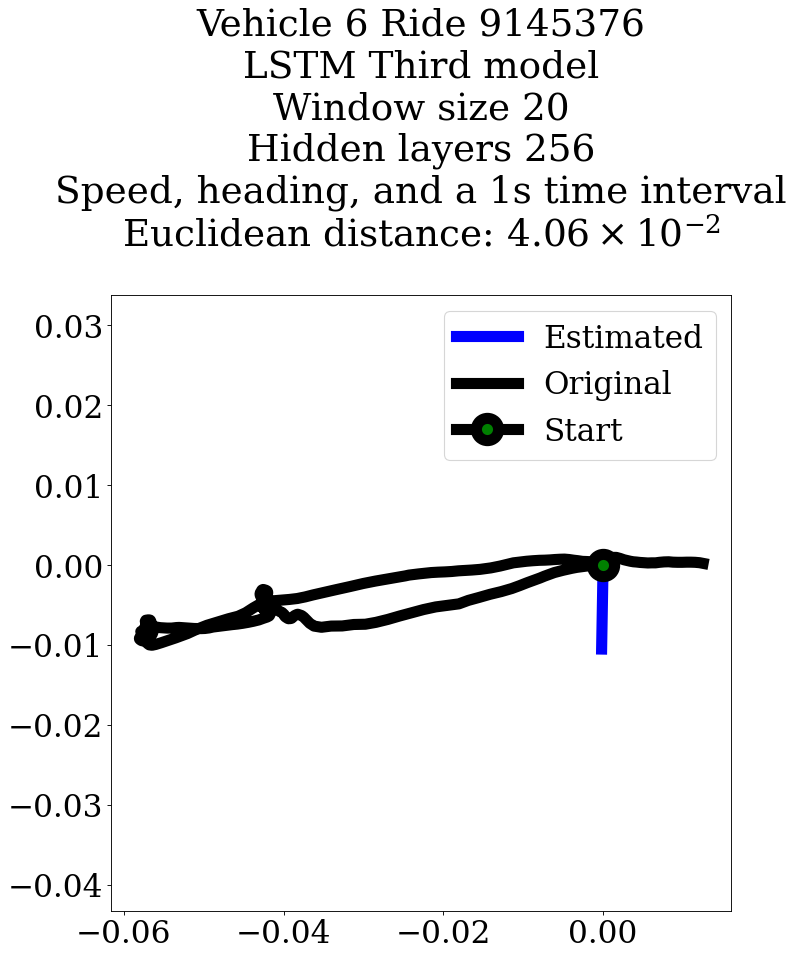 Vehicle 6 Ride 9145376
LSTM Third model
Window size 20
Hidden layers 256
Speed, heading, and a 1s time interval
Euclidean distance: 4.06 × 10⁻²
Estimated
Original
Start
0.03
0.02
0.01
0.00
−0.01
−0.02
−0.03
−0.04
−0.06 −0.04 −0.02 0.00